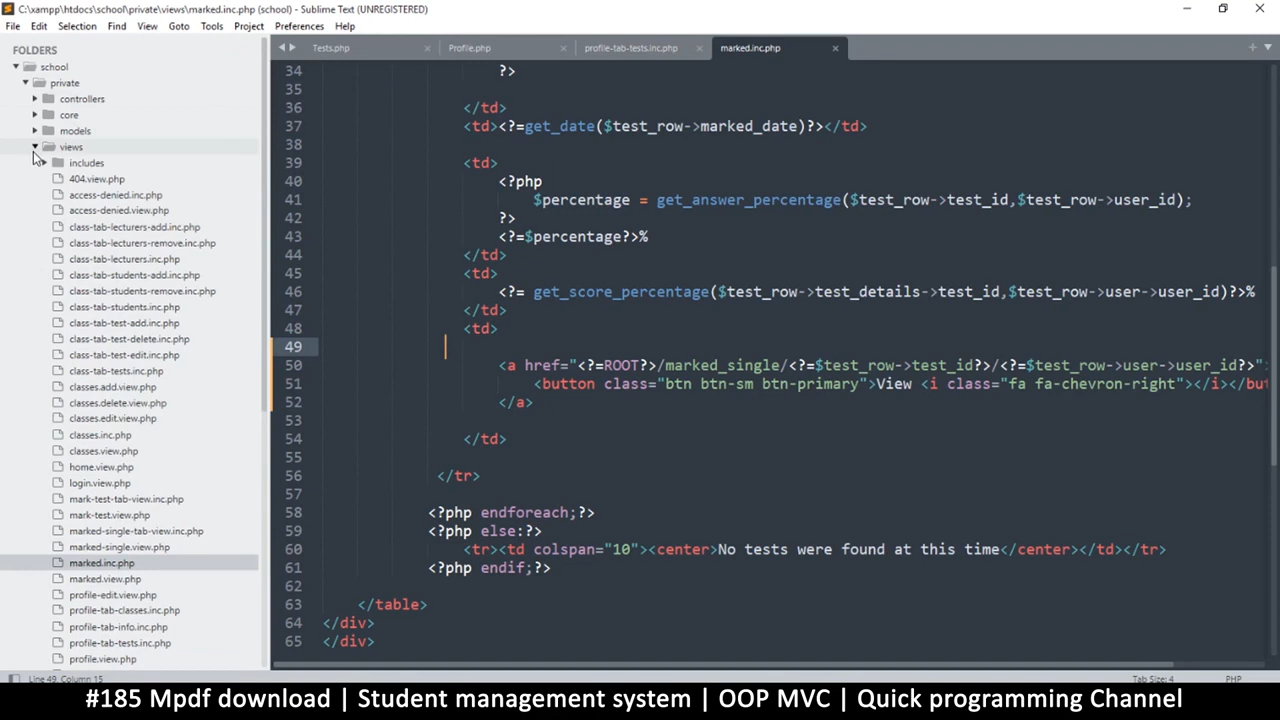 C:\xampp\htdocs\school\private\views\marked.inc.php (school) - Sublime Text (UNREGISTERED)
File Edit Selection Find View Goto Tools Project Preferences Help
FOLDERS
school
private
controllers
core
models
views
includes
404.view.php
access-denied.inc.php
access-denied.view.php
class-tab-lecturers-add.inc.php
class-tab-lecturers-remove.inc.php
class-tab-lecturers.inc.php
class-tab-students-add.inc.php
class-tab-students-remove.inc.php
class-tab-students.inc.php
class-tab-test-add.inc.php
class-tab-test-delete.inc.php
class-tab-test-edit.inc.php
class-tab-tests.inc.php
classes.add.view.php
classes.delete.view.php
classes.edit.view.php
classes.inc.php
classes.view.php
home.view.php
login.view.php
mark-test-tab-view.inc.php
mark-test.view.php
marked-single-tab-view.inc.php
marked-single.view.php
marked.inc.php
marked.view.php
profile-edit.view.php
profile-tab-classes.inc.php
profile-tab-info.inc.php
profile-tab-tests.inc.php
profile.view.php
Tests.php Profile.php profile-tab-tests.inc.php marked.inc.php
34 ?>
35
36 </td>
37 <td><?=get_date($test_row->marked_date)?></td>
38
39 <td>
40 <?php
41 $percentage = get_answer_percentage($test_row->test_id,$test_row->user_id);
42 ?>
43 <?=$percentage?>%
44 </td>
45 <td>
46 <?= get_score_percentage($test_row->test_details->test_id,$test_row->user->user_id)?>%
47 </td>
48 <td>
49
50 <a href="<?=ROOT?>/marked_single/<?=$test_row->test_id?>/<?=$test_row->user->user_id?>">
51 <button class="btn btn-sm btn-primary">View <i class="fa fa-chevron-right"></i></but
52 </a>
53
54 </td>
55
56 </tr>
57
58 <?php endforeach;?>
59 <?php else:?>
60 <tr><td colspan="10"><center>No tests were found at this time</center></td></tr>
61 <?php endif;?>
62
63 </table>
64 </div>
65 </div>
Line 49, Column 15 Tab Size: 4 PHP
#185 Mpdf download | Student management system | OOP MVC | Quick programming Channel